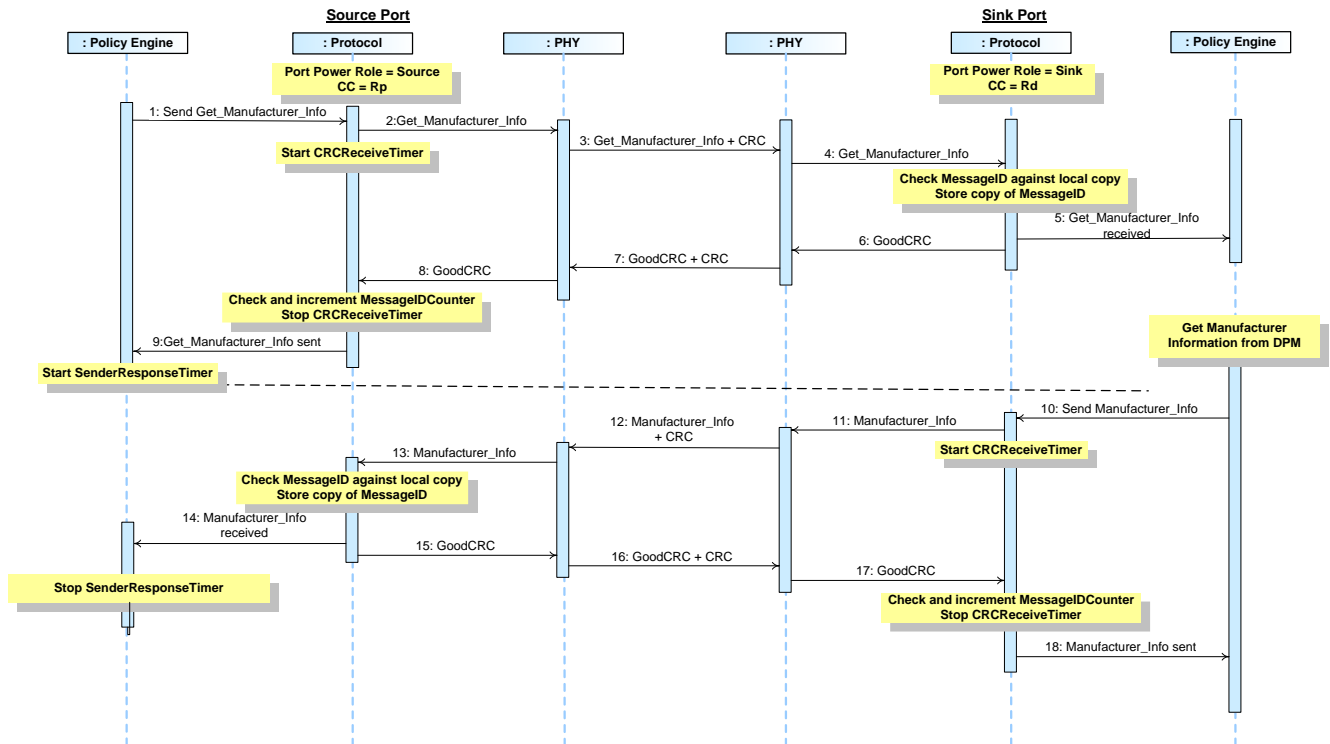 Source Port
Sink Port
: Policy Engine
: Protocol
: PHY
: PHY
: Protocol
: Policy Engine
Port Power Role = Source
CC = Rp
Port Power Role = Sink
CC = Rd
1: Send Get_Manufacturer_Info
2:Get_Manufacturer_Info
Start CRCReceiveTimer
3: Get_Manufacturer_Info + CRC
4: Get_Manufacturer_Info
Check MessageID against local copy
Store copy of MessageID
5: Get_Manufacturer_Info
received
6: GoodCRC
7: GoodCRC + CRC
8: GoodCRC
Check and increment MessageIDCounter
Stop CRCReceiveTimer
9:Get_Manufacturer_Info sent
Start SenderResponseTimer
Get Manufacturer
Information from DPM
10: Send Manufacturer_Info
11: Manufacturer_Info
Start CRCReceiveTimer
12: Manufacturer_Info
+ CRC
13: Manufacturer_Info
Check MessageID against local copy
Store copy of MessageID
14: Manufacturer_Info
received
15: GoodCRC
16: GoodCRC + CRC
17: GoodCRC
Stop SenderResponseTimer
Check and increment MessageIDCounter
Stop CRCReceiveTimer
18: Manufacturer_Info sent